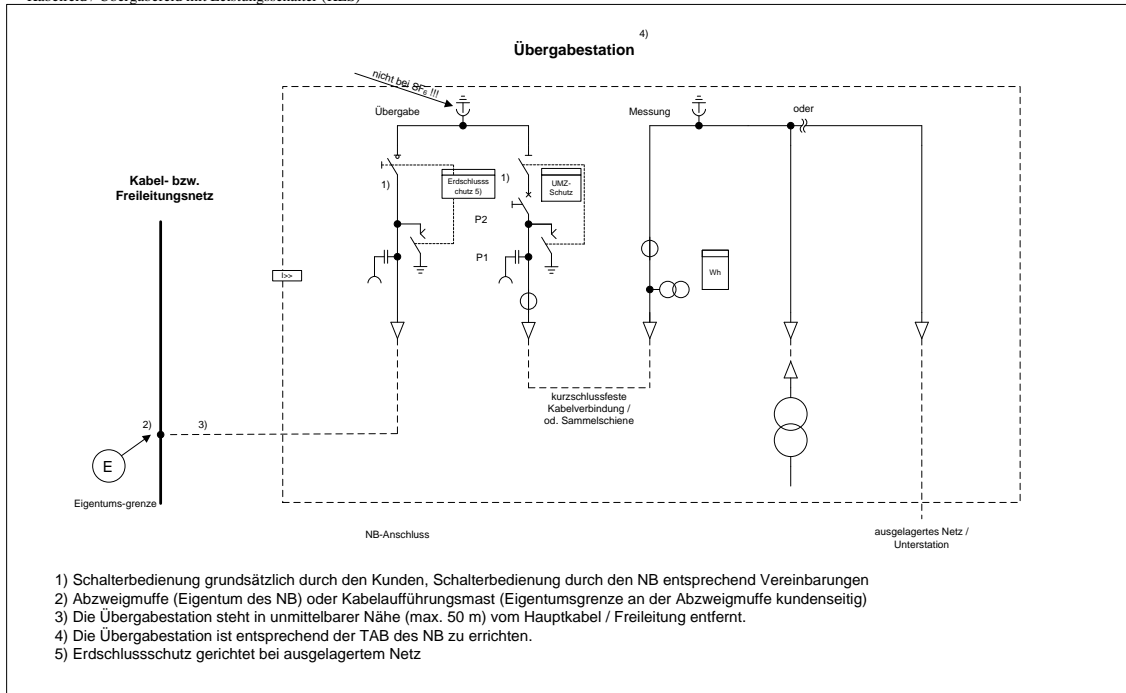 Übergabestation 4)
nicht bei SF6 !!!
Übergabe
Messung
oder
Kabel- bzw.
Freileitungsnetz
1)
Erdschlusss
chutz 5)
1)
UMZ-
Schutz
P2
P1
I>>
Wh
kurzschlussfeste
Kabelverbindung /
od. Sammelschiene
2)
3)
E
Eigentums-grenze
NB-Anschluss
ausgelagertes Netz /
Unterstation
1) Schalterbedienung grundsätzlich durch den Kunden, Schalterbedienung durch den NB entsprechend Vereinbarungen
2) Abzweigmuffe (Eigentum des NB) oder Kabelaufführungsmast (Eigentumsgrenze an der Abzweigmuffe kundenseitig)
3) Die Übergabestation steht in unmittelbarer Nähe (max. 50 m) vom Hauptkabel / Freileitung entfernt.
4) Die Übergabestation ist entsprechend der TAB des NB zu errichten.
5) Erdschlussschutz gerichtet bei ausgelagertem Netz